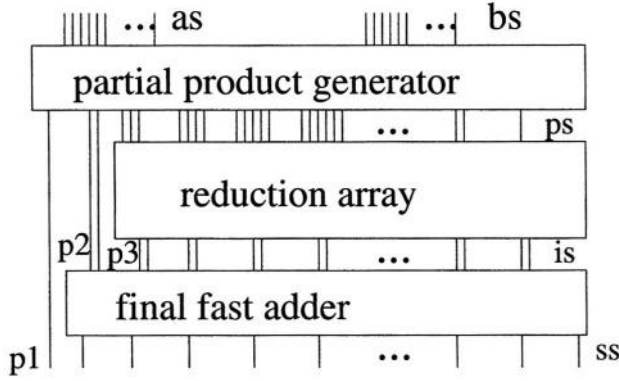 ... as ... bs
partial product generator
... ps
reduction array
p2 p3 ... is
final fast adder
p1 ... ss